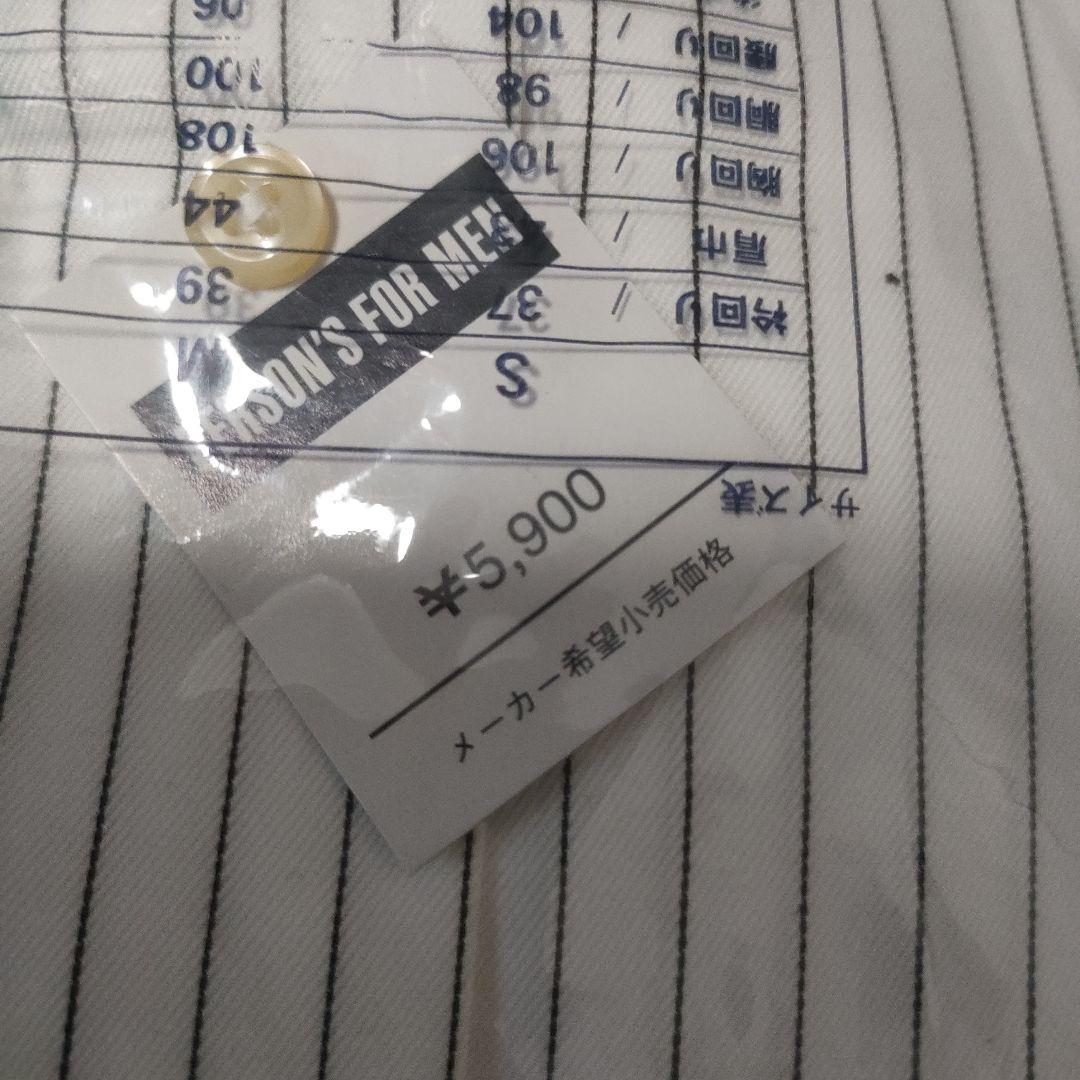 PERSON'S FOR MEN
¥5,900
メーカー希望小売価格
サイズ表
S M
衿回り // 37 39
肩巾 / 44
胸回り / 106 108
胴回り / 98 100
腰回り / 104